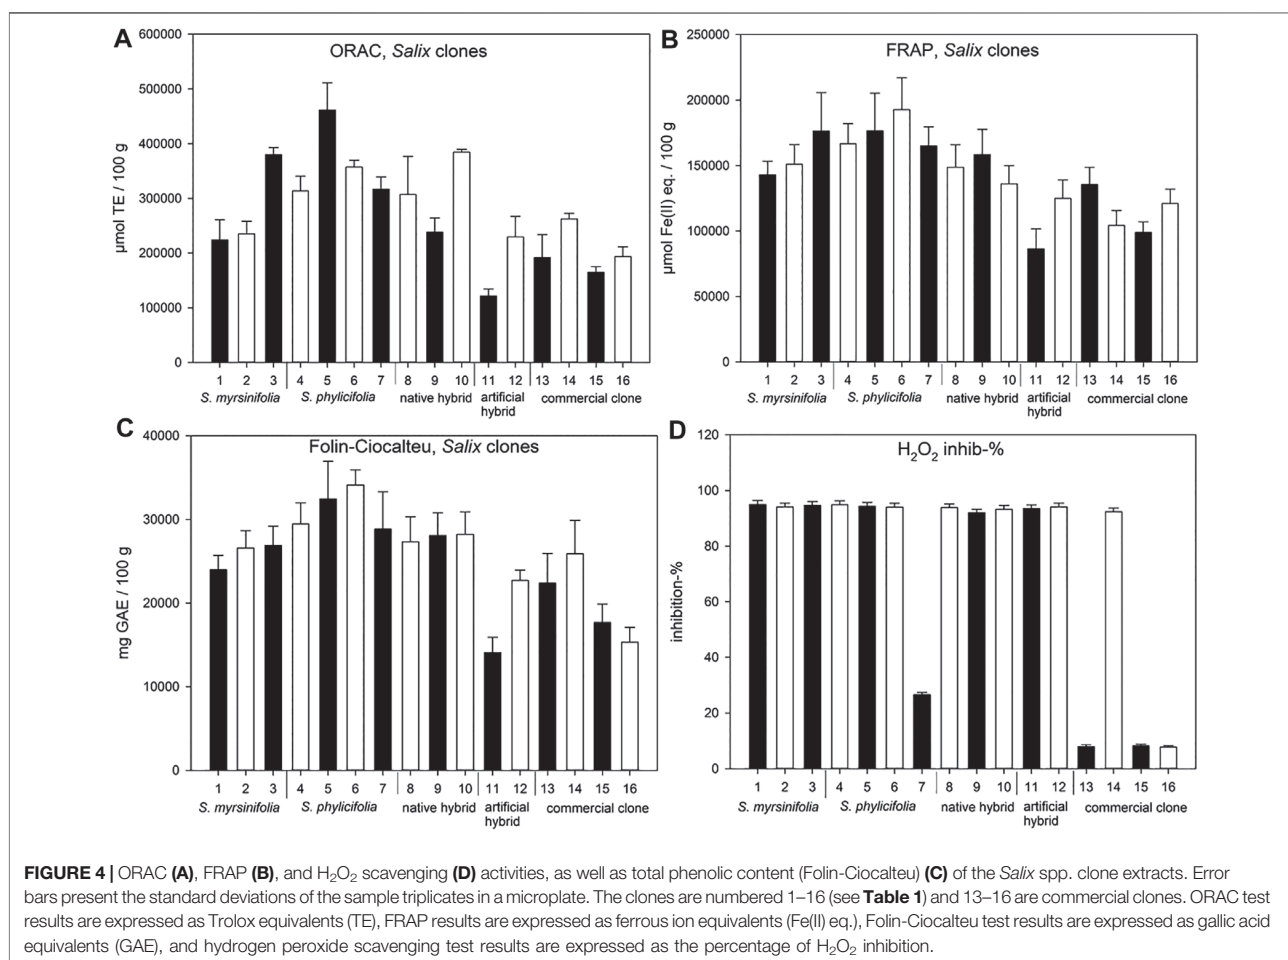 A
ORAC, Salix clones
600000
500000
400000
300000
200000
100000
0
µmol TE / 100 g
1 2 3 4 5 6 7 8 9 10 11 12 13 14 15 16
S. myrsinifolia S. phylicifolia native hybrid artificial hybrid commercial clone
B
FRAP, Salix clones
250000
200000
150000
100000
50000
0
µmol Fe(II) eq. / 100 g
1 2 3 4 5 6 7 8 9 10 11 12 13 14 15 16
S. myrsinifolia S. phylicifolia native hybrid artificial hybrid commercial clone
C
Folin-Ciocalteu, Salix clones
40000
30000
20000
10000
0
mg GAE / 100 g
1 2 3 4 5 6 7 8 9 10 11 12 13 14 15 16
S. myrsinifolia S. phylicifolia native hybrid artificial hybrid commercial clone
D
H2O2 inhib-%
120
100
80
60
40
20
0
inhibition-%
1 2 3 4 5 6 7 8 9 10 11 12 13 14 15 16
S. myrsinifolia S. phylicifolia native hybrid artificial hybrid commercial clone
FIGURE 4 | ORAC (A), FRAP (B), and H2O2 scavenging (D) activities, as well as total phenolic content (Folin-Ciocalteu) (C) of the Salix spp. clone extracts. Error
bars present the standard deviations of the sample triplicates in a microplate. The clones are numbered 1–16 (see Table 1) and 13–16 are commercial clones. ORAC test
results are expressed as Trolox equivalents (TE), FRAP results are expressed as ferrous ion equivalents (Fe(II) eq.), Folin-Ciocalteu test results are expressed as gallic acid
equivalents (GAE), and hydrogen peroxide scavenging test results are expressed as the percentage of H2O2 inhibition.